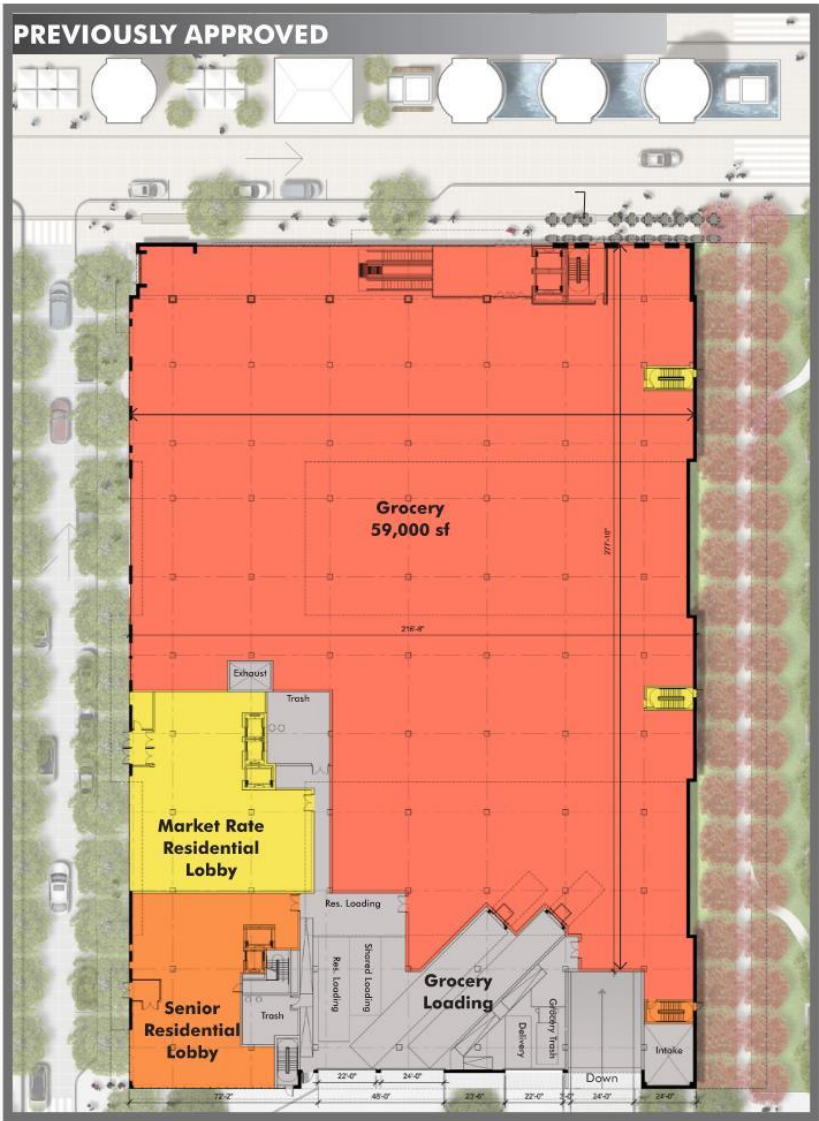 PREVIOUSLY APPROVED
Grocery
59,000 sf
277'-10"
216'-8"
Exhaust
Trash
Market Rate
Residential
Lobby
Res. Loading
Res. Loading
Shared Loading
Grocery
Loading
Senior
Residential
Lobby
Trash
Delivery
Grocery Trash
Intake
Down
22'-0"
24'-0"
72'-2"
48'-0"
23'-6"
22'-0"
24'-0"
24'-0"